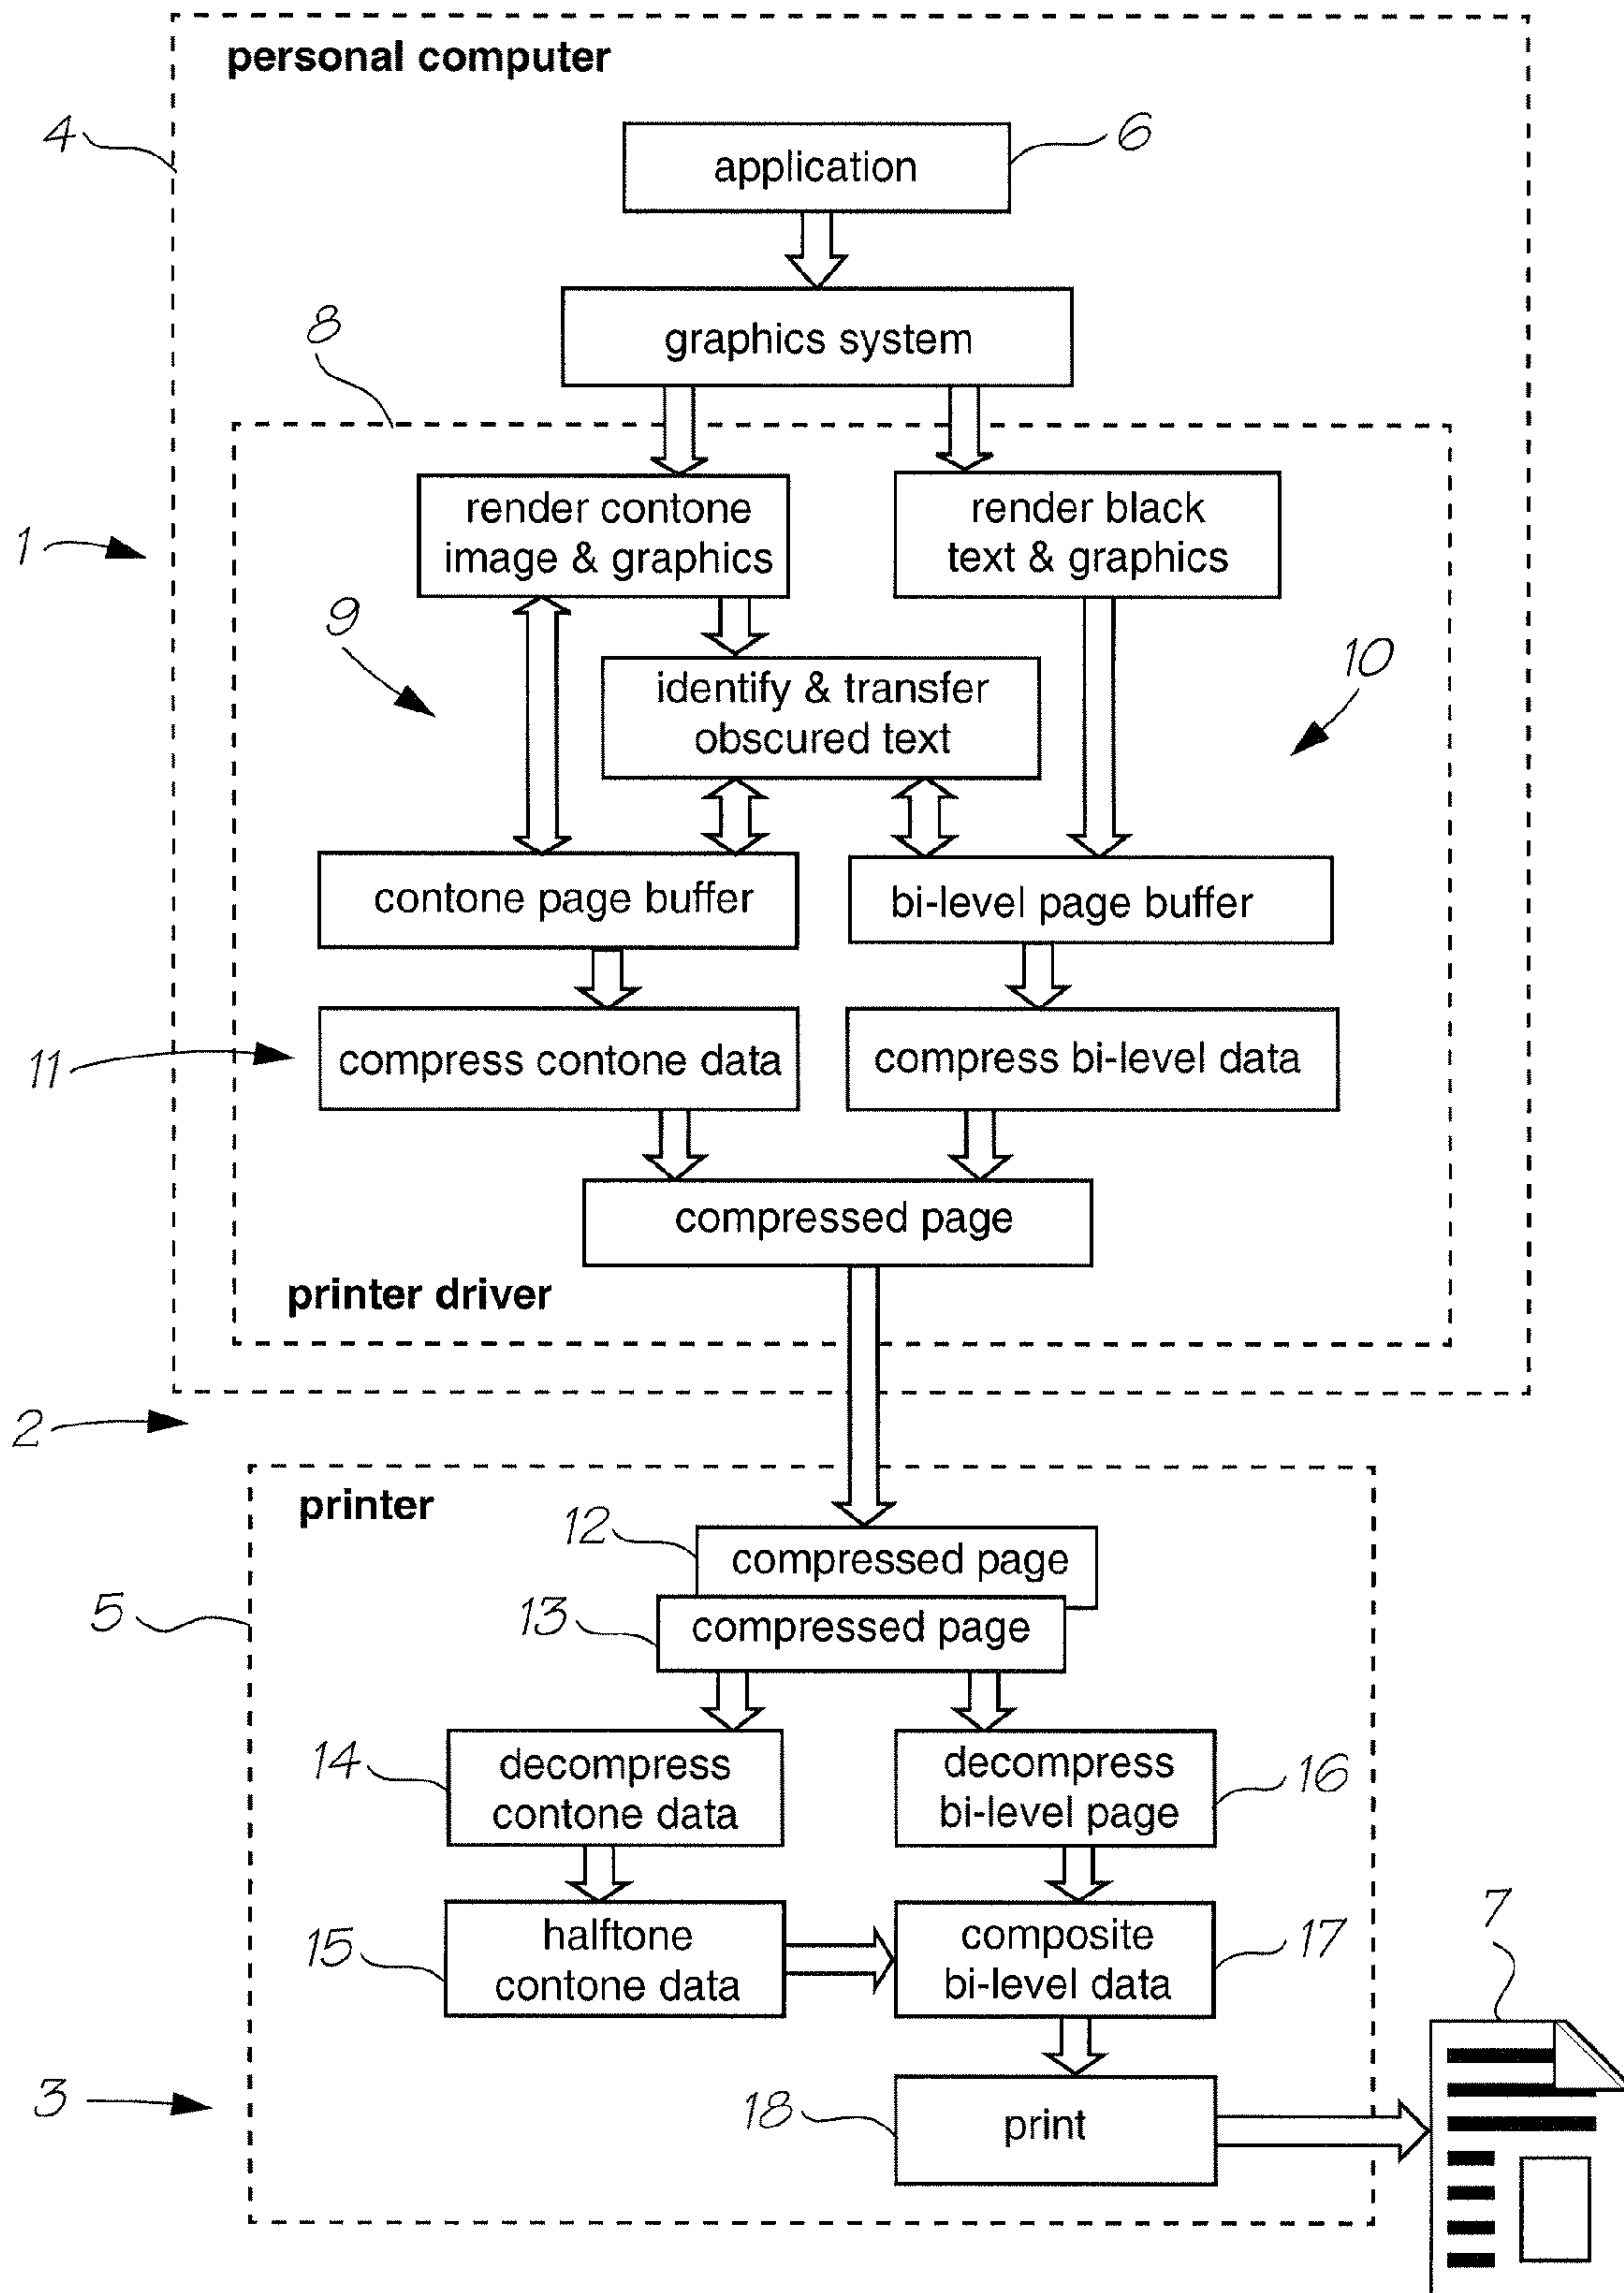 personal computer
4
application
6
graphics system
8
render contone
image & graphics
render black
text & graphics
1
9
identify & transfer
obscured text
10
contone page buffer
bi-level page buffer
11
compress contone data
compress bi-level data
compressed page
printer driver
2
printer
12
compressed page
5
13
compressed page
14
decompress
contone data
decompress
bi-level page
16
15
halftone
contone data
composite
bi-level data
17
7
3
18
print